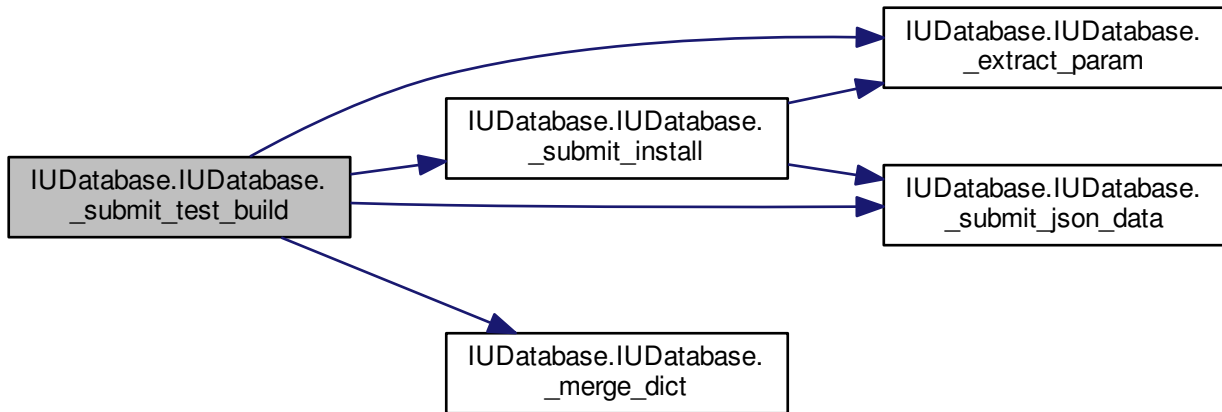 IUDatabase.IUDatabase.
_submit_test_build
IUDatabase.IUDatabase.
_submit_install
IUDatabase.IUDatabase.
_merge_dict
IUDatabase.IUDatabase.
_extract_param
IUDatabase.IUDatabase.
_submit_json_data